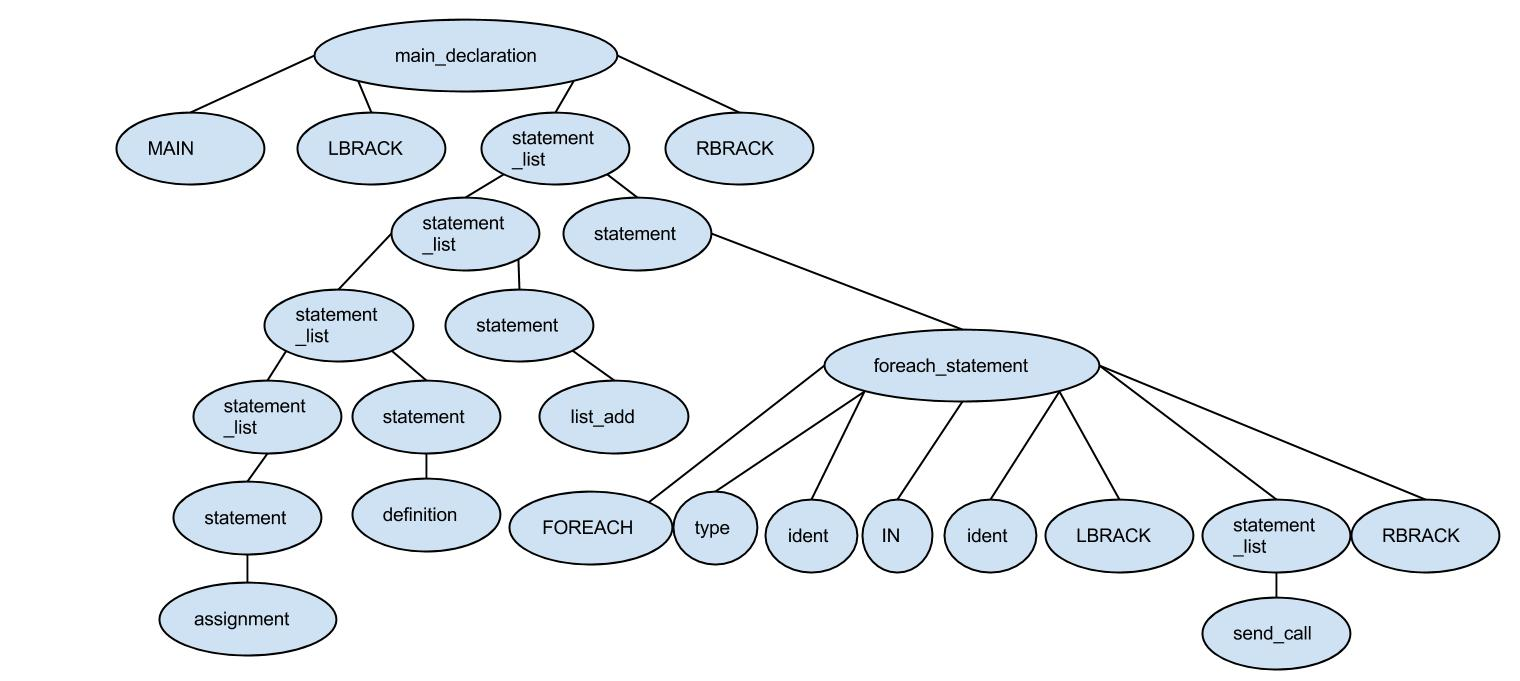 main_declaration
MAIN
LBRACK
statement
_list
RBRACK
statement
_list
statement
statement
_list
statement
foreach_statement
statement
_list
statement
list_add
statement
definition
FOREACH
type
ident
IN
ident
LBRACK
statement
_list
RBRACK
assignment
send_call